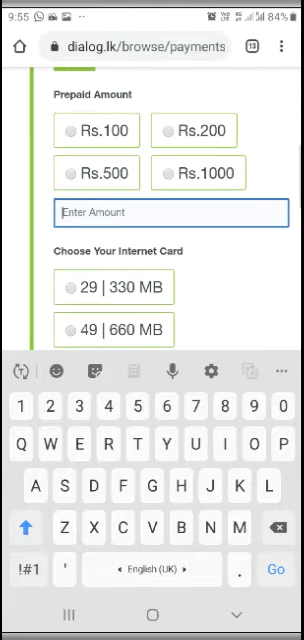 9:55 84%
dialog.lk/browse/payments 13
Prepaid Amount
Rs.100 Rs.200
Rs.500 Rs.1000
Enter Amount
Choose Your Internet Card
29 | 330 MB
49 | 660 MB
1 2 3 4 5 6 7 8 9 0
Q W E R T Y U I O P
A S D F G H J K L
Z X C V B N M
!#1 ' English (UK) . Go